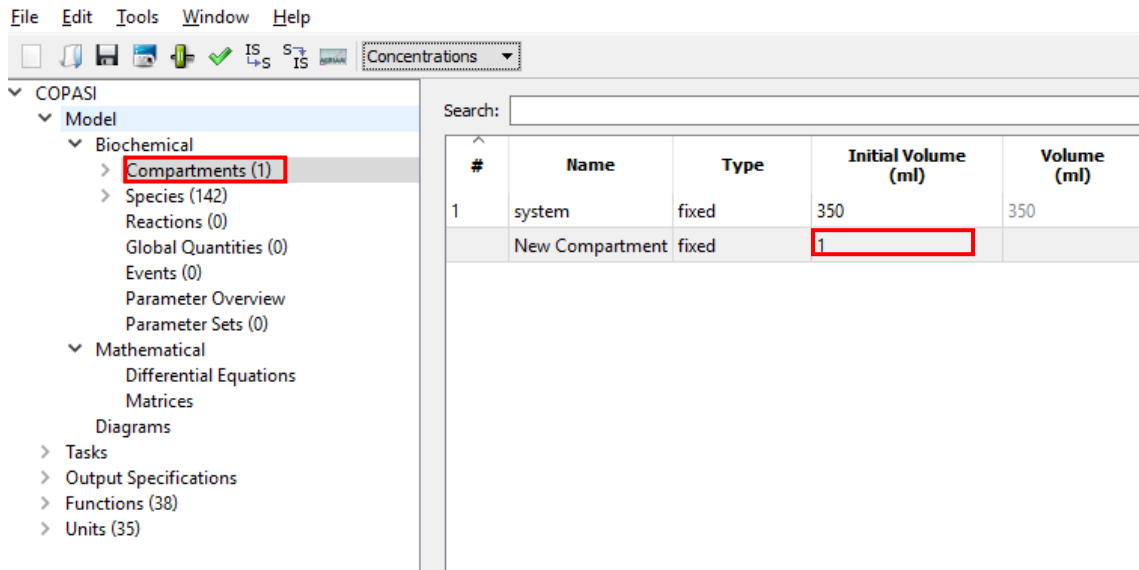 File Edit Tools Window Help
IS S S IS Concentrations
COPASI
Model
Biochemical
Compartments (1)
Species (142)
Reactions (0)
Global Quantities (0)
Events (0)
Parameter Overview
Parameter Sets (0)
Mathematical
Differential Equations
Matrices
Diagrams
Tasks
Output Specifications
Functions (38)
Units (35)
Search:
# Name Type Initial Volume (ml) Volume (ml)
1 system fixed 350 350
New Compartment fixed 1